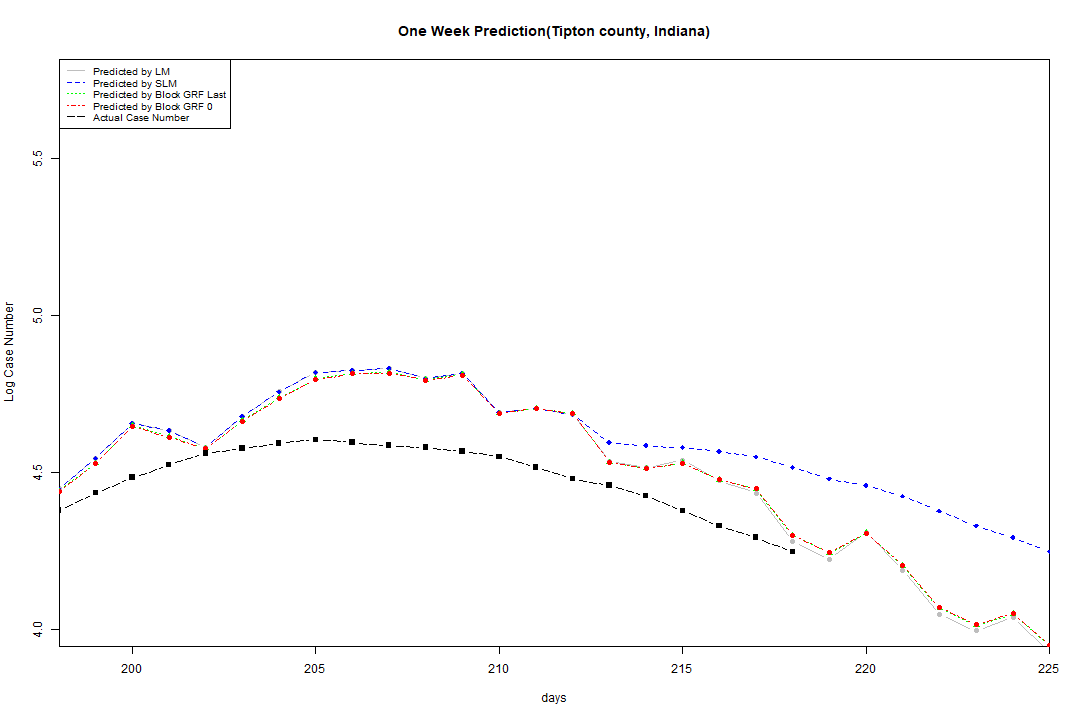 One Week Prediction(Tipton county, Indiana)
Predicted by LM
Predicted by SLM
Predicted by Block GRF Last
Predicted by Block GRF 0
Actual Case Number
5.5
5.0
4.5
4.0
Log Case Number
200
205
210
215
220
225
days